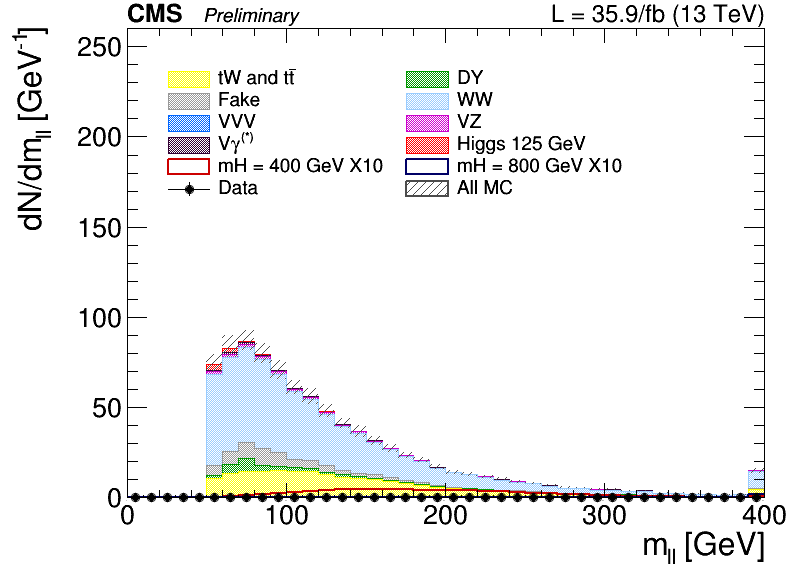 CMS Preliminary L = 35.9/fb (13 TeV)
dN/dm_ll [GeV⁻¹]
250
200
150
100
50
0
tW and tt̄ DY
Fake WW
VVV VZ
Vγ⁽*⁾ Higgs 125 GeV
mH = 400 GeV X10 mH = 800 GeV X10
Data All MC
0 100 200 300 400
m_ll [GeV]